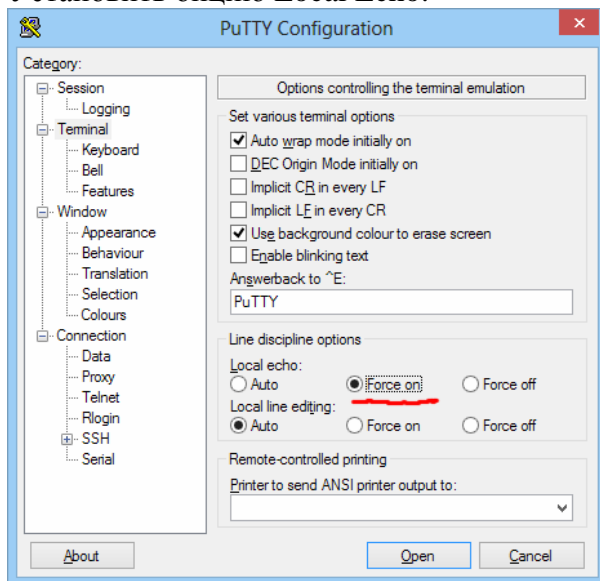 Установить опцию Local Echo.
PuTTY Configuration
Category:
Session
Logging
Terminal
Keyboard
Bell
Features
Window
Appearance
Behaviour
Translation
Selection
Colours
Connection
Data
Proxy
Telnet
Rlogin
SSH
Serial
Options controlling the terminal emulation
Set various terminal options
Auto wrap mode initially on
DEC Origin Mode initially on
Implicit CR in every LF
Implicit LF in every CR
Use background colour to erase screen
Enable blinking text
Answerback to ^E:
PuTTY
Line discipline options
Local echo:
Auto Force on Force off
Local line editing:
Auto Force on Force off
Remote-controlled printing
Printer to send ANSI printer output to:
About Open Cancel